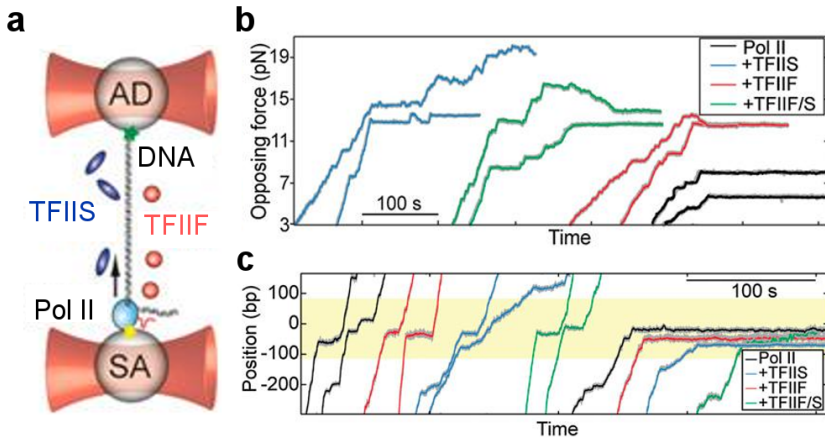 a
AD
DNA
TFIIS
TFIIF
Pol II
SA
b
Opposing force (pN)
19
15
11
7
3
100 s
Time
Pol II
+TFIIS
+TFIIF
+TFIIF/S
c
Position (bp)
100
0
-100
-200
100 s
Time
Pol II
+TFIIS
+TFIIF
+TFIIF/S